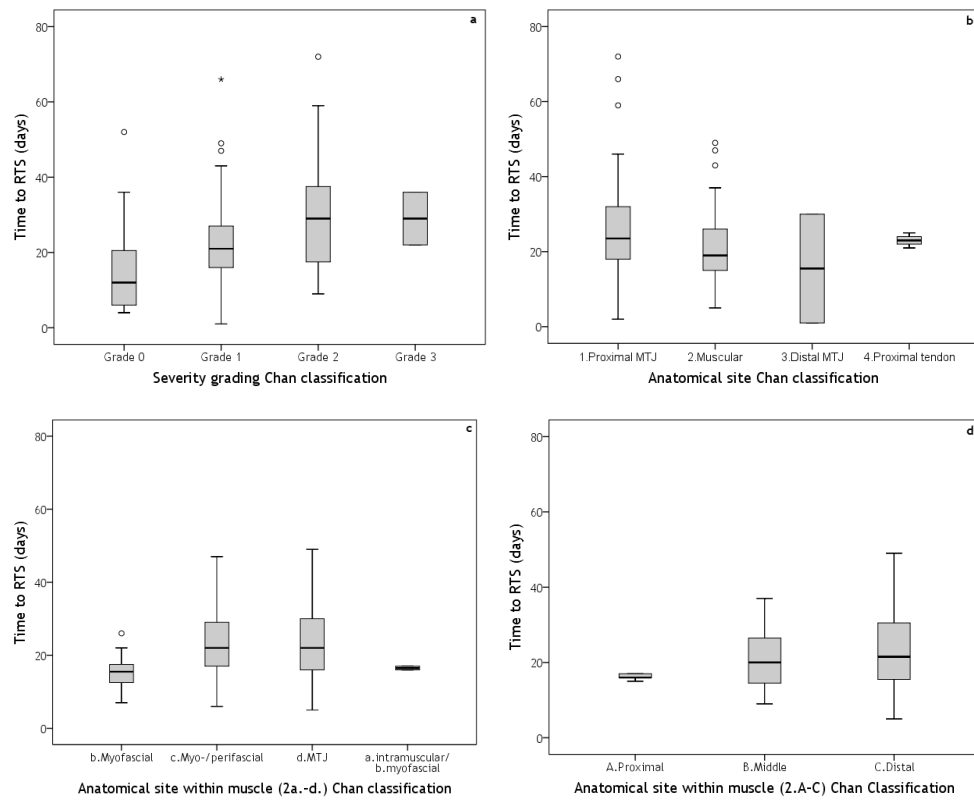 a
Time to RTS (days)
80
60
40
20
0
Grade 0 Grade 1 Grade 2 Grade 3
Severity grading Chan classification
b
Time to RTS (days)
80
60
40
20
0
1.Proximal MTJ 2.Muscular 3.Distal MTJ 4.Proximal tendon
Anatomical site Chan classification
c
Time to RTS (days)
80
60
40
20
0
b.Myofascial c.Myo-/perifascial d.MTJ a.intramuscular/
b.myofascial
Anatomical site within muscle (2a.-d.) Chan classification
d
Time to RTS (days)
80
60
40
20
0
A.Proximal B.Middle C.Distal
Anatomical site within muscle (2.A-C) Chan Classification